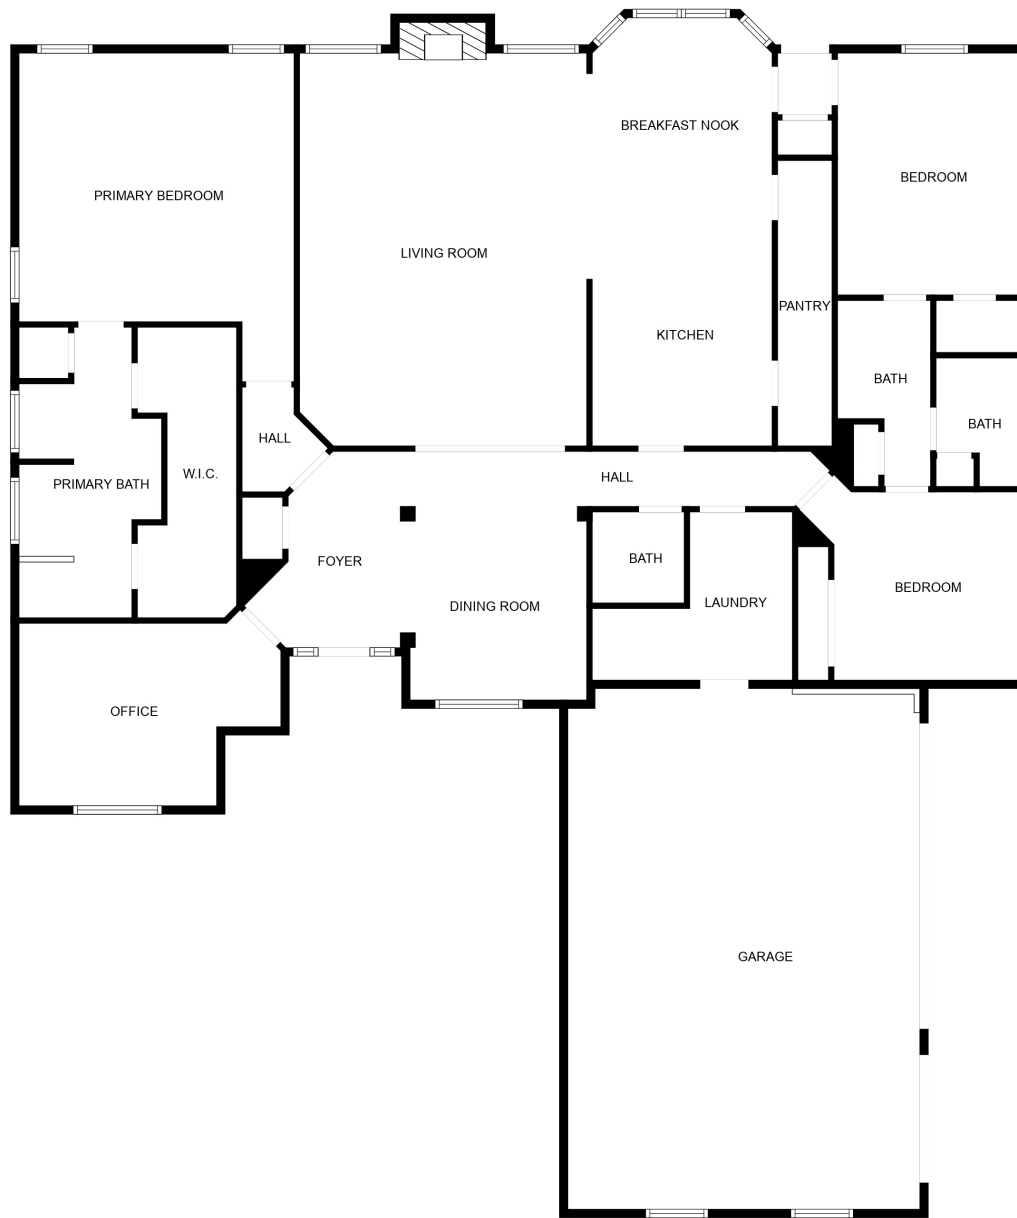 BREAKFAST NOOK
BEDROOM
PRIMARY BEDROOM
LIVING ROOM
PANTRY
KITCHEN
BATH
BATH
HALL
W.I.C.
HALL
PRIMARY BATH
FOYER
BATH
BEDROOM
LAUNDRY
DINING ROOM
OFFICE
GARAGE